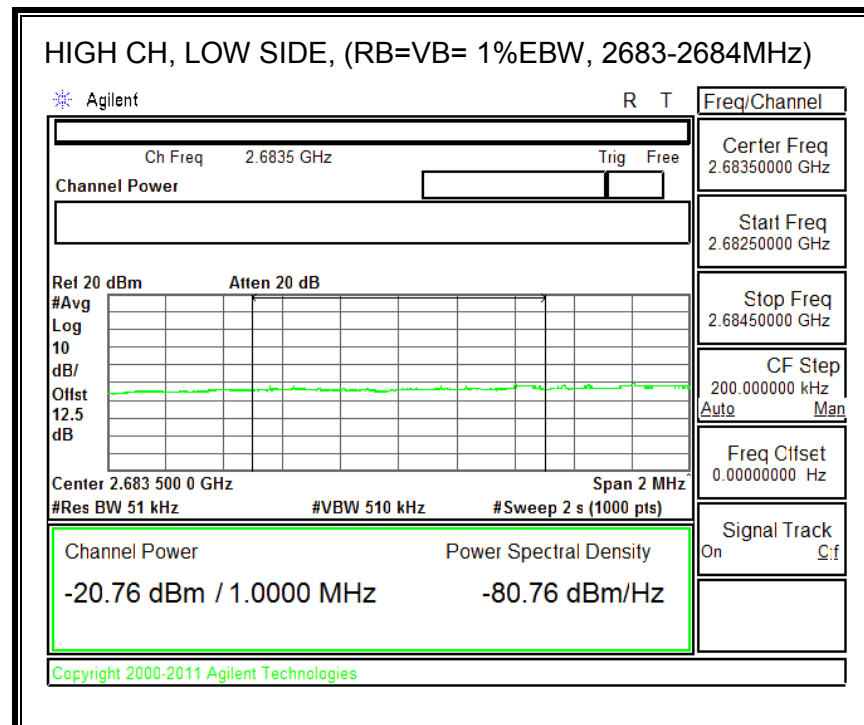 HIGH CH, LOW SIDE, (RB=VB= 1%EBW, 2683-2684MHz)
Agilent R T
Ch Freq 2.6835 GHz Trig Free
Channel Power
Ref 20 dBm Atten 20 dB
#Avg
Log
10
dB/
Offst
12.5
dB
Center 2.683 500 0 GHz Span 2 MHz^
#Res BW 51 kHz #VBW 510 kHz #Sweep 2 s (1000 pts)
Channel Power Power Spectral Density
-20.76 dBm / 1.0000 MHz -80.76 dBm/Hz
Copyright 2000-2011 Agilent Technologies
Freq/Channel
Center Freq
2.68350000 GHz
Start Freq
2.68250000 GHz
Stop Freq
2.68450000 GHz
CF Step
200.000000 kHz
Auto Man
Freq Offset
0.00000000 Hz
Signal Track
On Off